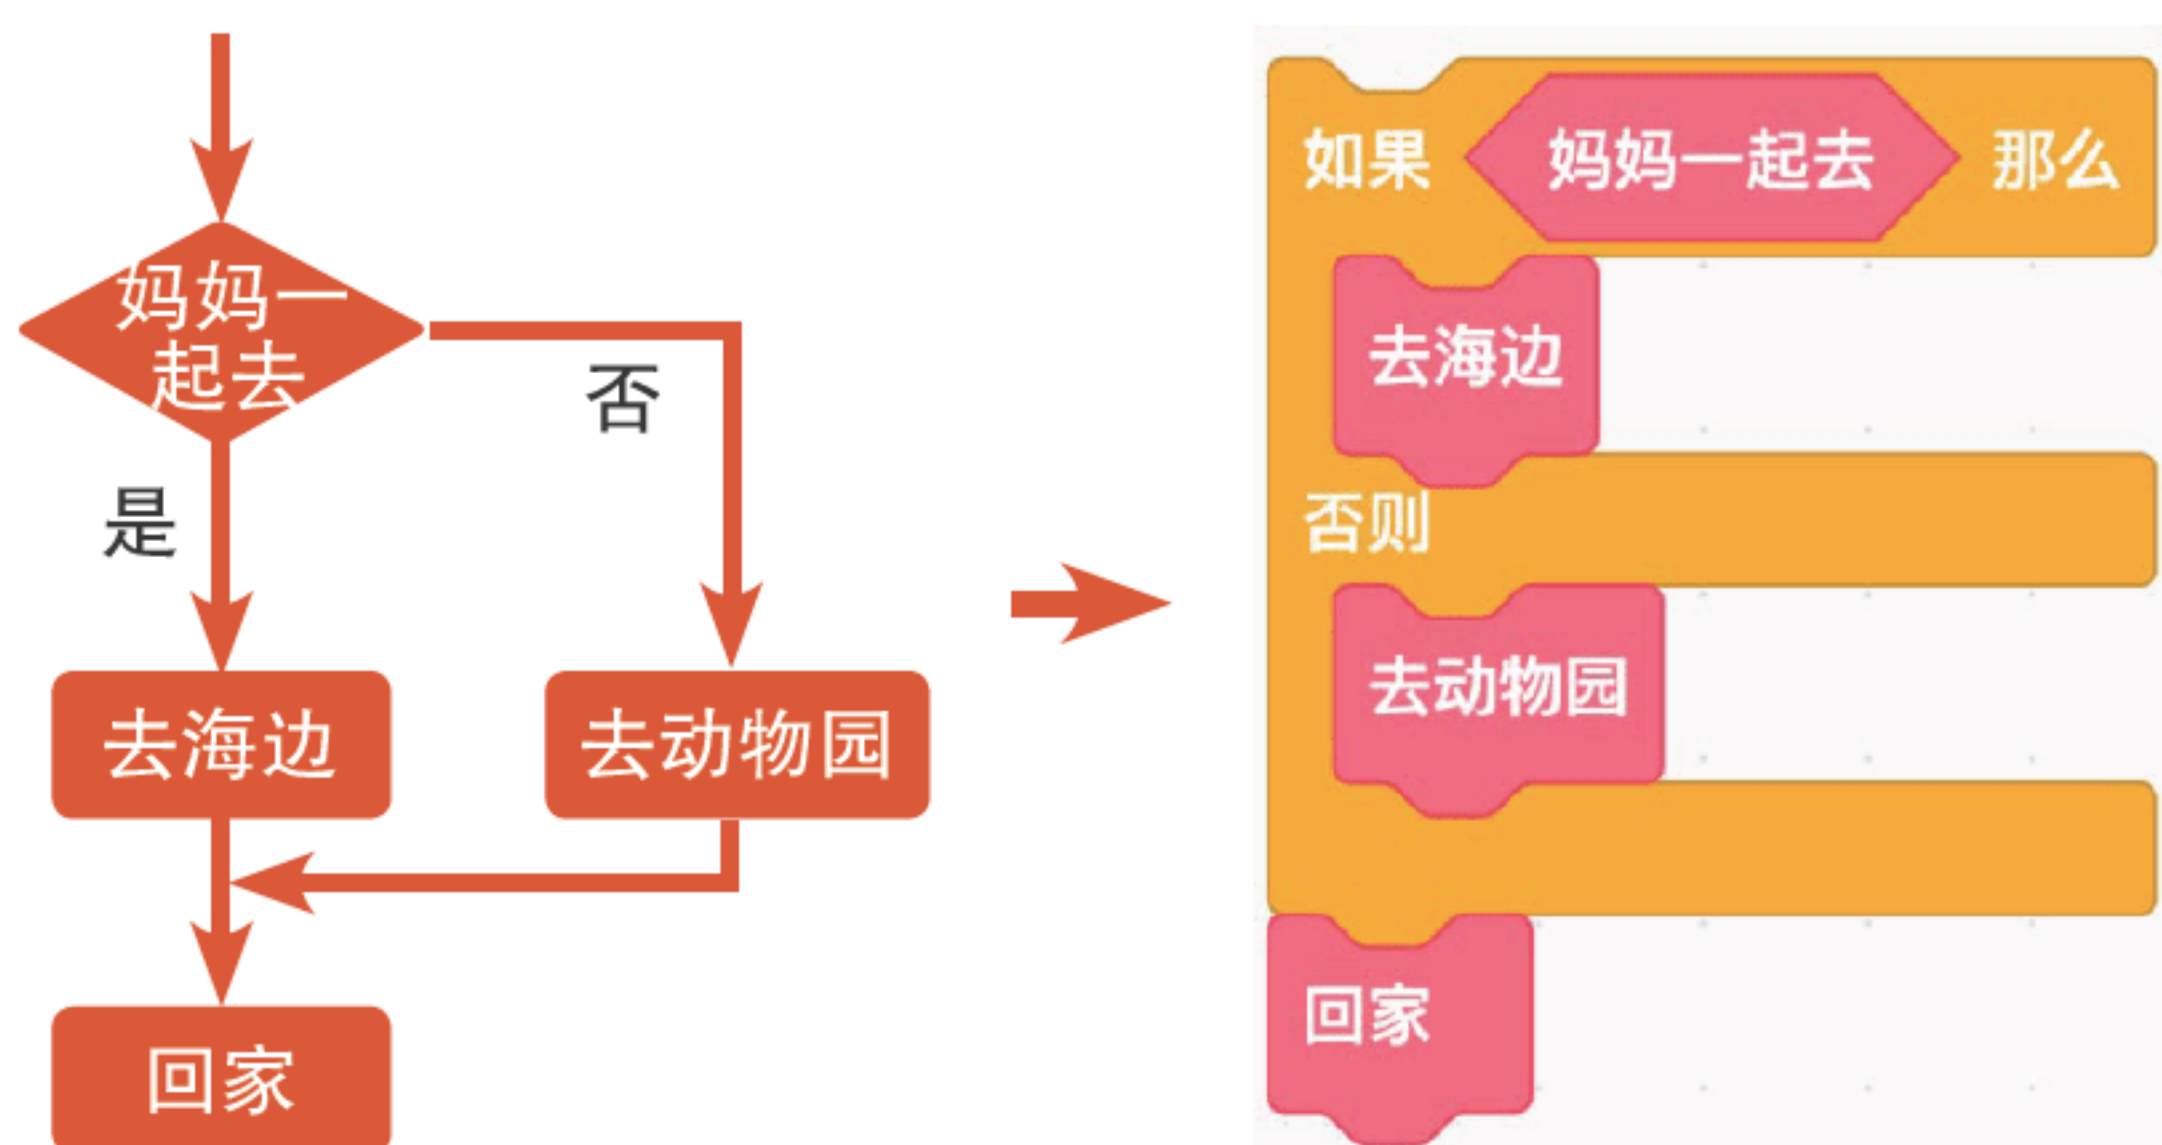 妈妈一
起去
否
是
去海边
去动物园
回家
如果 妈妈一起去 那么
去海边
否则
去动物园
回家